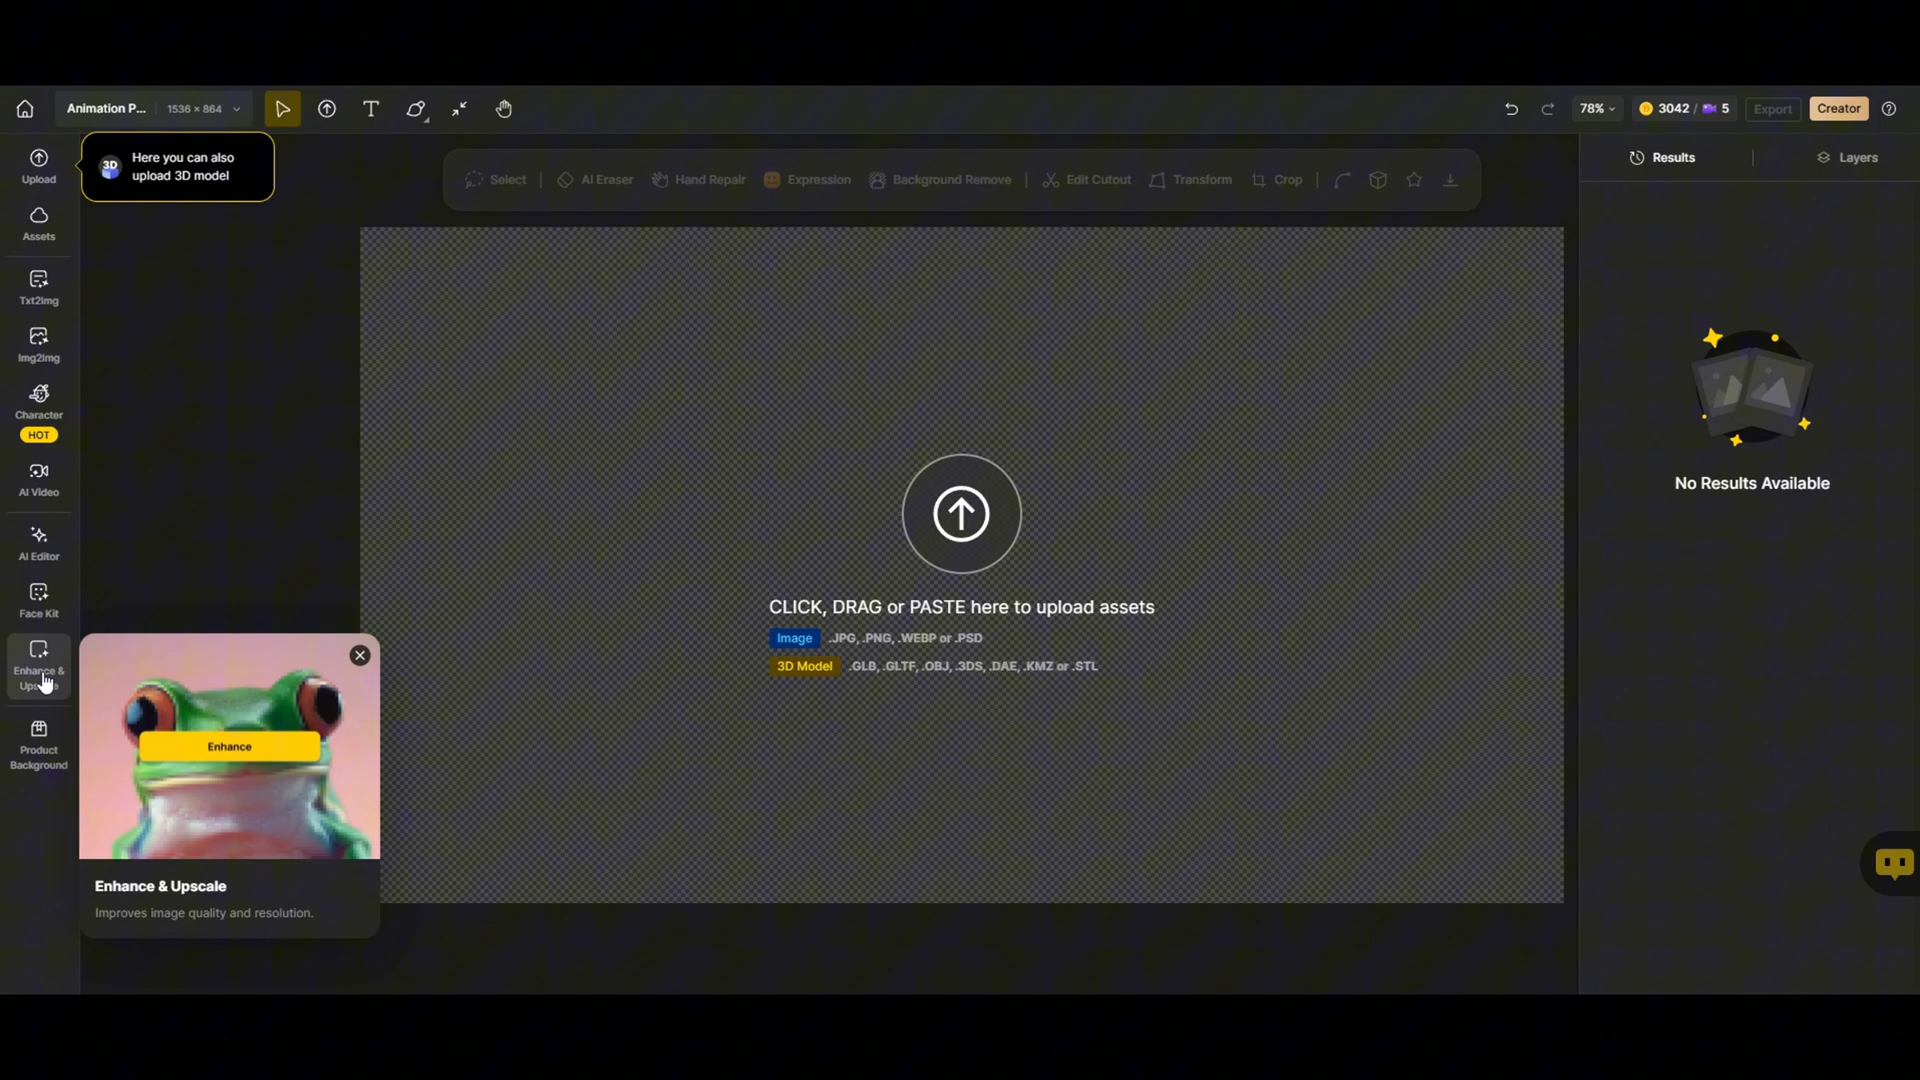 Animation P...
1536 × 864
78%
3042 / 5
Export
Creator
Upload
3D
Here you can also
upload 3D model
Select
AI Eraser
Hand Repair
Expression
Background Remove
Edit Cutout
Transform
Crop
Results
Layers
Assets
Txt2Img
Img2Img
Character
HOT
AI Video
AI Editor
Face Kit
Enhance &
Product
Background
Enhance
Enhance & Upscale
Improves image quality and resolution.
CLICK, DRAG or PASTE here to upload assets
Image .JPG, .PNG, .WEBP or .PSD
3D Model .GLB, .GLTF, .OBJ, .3DS, .DAE, .KMZ or .STL
No Results Available